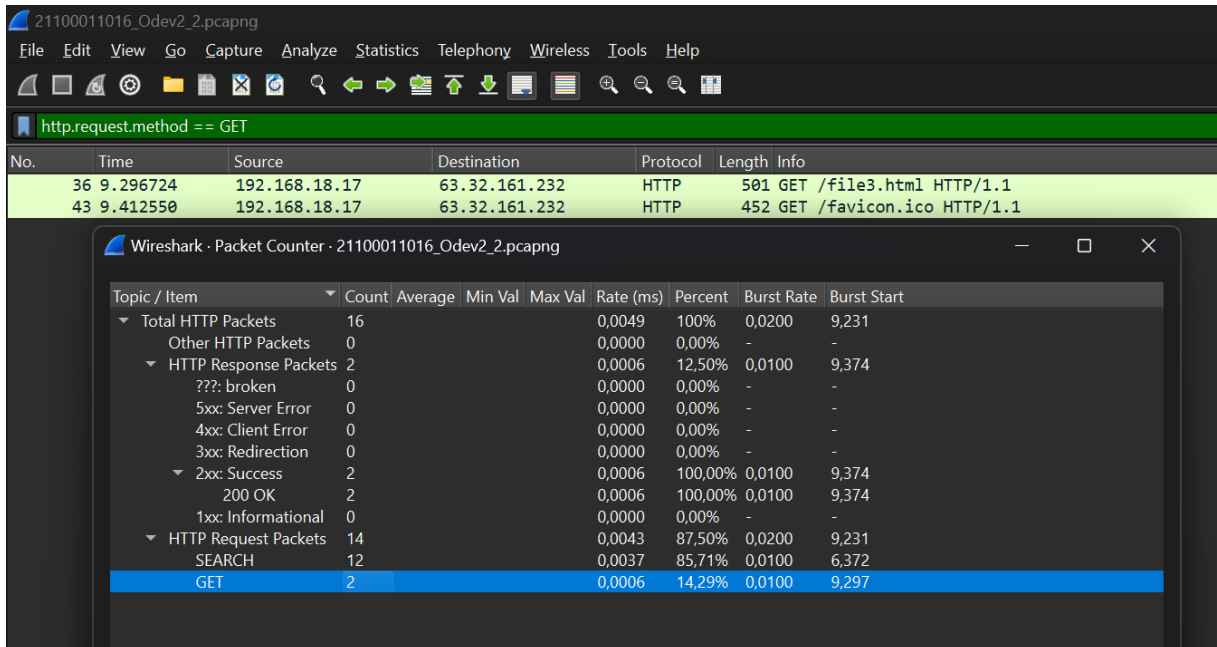 21100011016_Odev2_2.pcapng
File Edit View Go Capture Analyze Statistics Telephony Wireless Tools Help
http.request.method == GET
No. Time Source Destination Protocol Length Info
36 9.296724 192.168.18.17 63.32.161.232 HTTP 501 GET /file3.html HTTP/1.1
43 9.412550 192.168.18.17 63.32.161.232 HTTP 452 GET /favicon.ico HTTP/1.1
Wireshark · Packet Counter · 21100011016_Odev2_2.pcapng
Topic / Item Count Average Min Val Max Val Rate (ms) Percent Burst Rate Burst Start
Total HTTP Packets 16 0,0049 100% 0,0200 9,231
Other HTTP Packets 0 0,0000 0,00% - -
HTTP Response Packets 2 0,0006 12,50% 0,0100 9,374
???: broken 0 0,0000 0,00% - -
5xx: Server Error 0 0,0000 0,00% - -
4xx: Client Error 0 0,0000 0,00% - -
3xx: Redirection 0 0,0000 0,00% - -
2xx: Success 2 0,0006 100,00% 0,0100 9,374
200 OK 2 0,0006 100,00% 0,0100 9,374
1xx: Informational 0 0,0000 0,00% - -
HTTP Request Packets 14 0,0043 87,50% 0,0200 9,231
SEARCH 12 0,0037 85,71% 0,0100 6,372
GET 2 0,0006 14,29% 0,0100 9,297